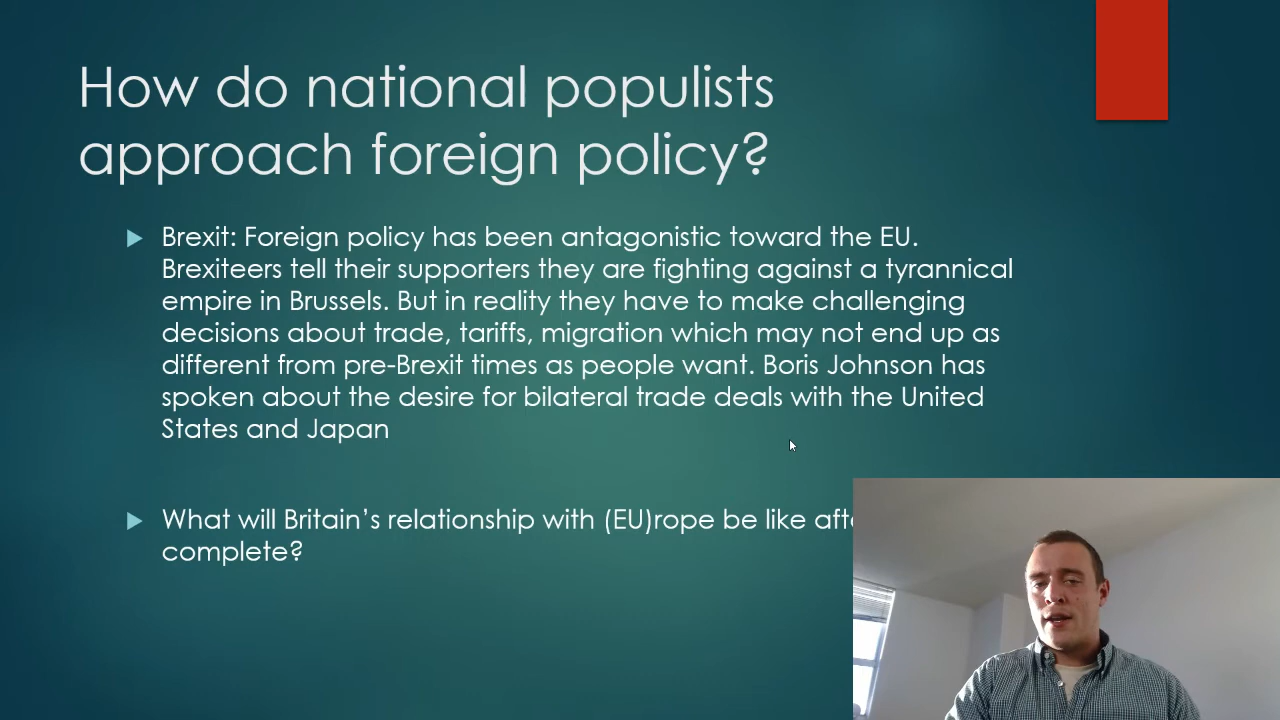 How do national populists
approach foreign policy?
Brexit: Foreign policy has been antagonistic toward the EU.
Brexiteers tell their supporters they are fighting against a tyrannical
empire in Brussels. But in reality they have to make challenging
decisions about trade, tariffs, migration which may not end up as
different from pre-Brexit times as people want. Boris Johnson has
spoken about the desire for bilateral trade deals with the United
States and Japan
What will Britain’s relationship with (EU)rope be like
complete?